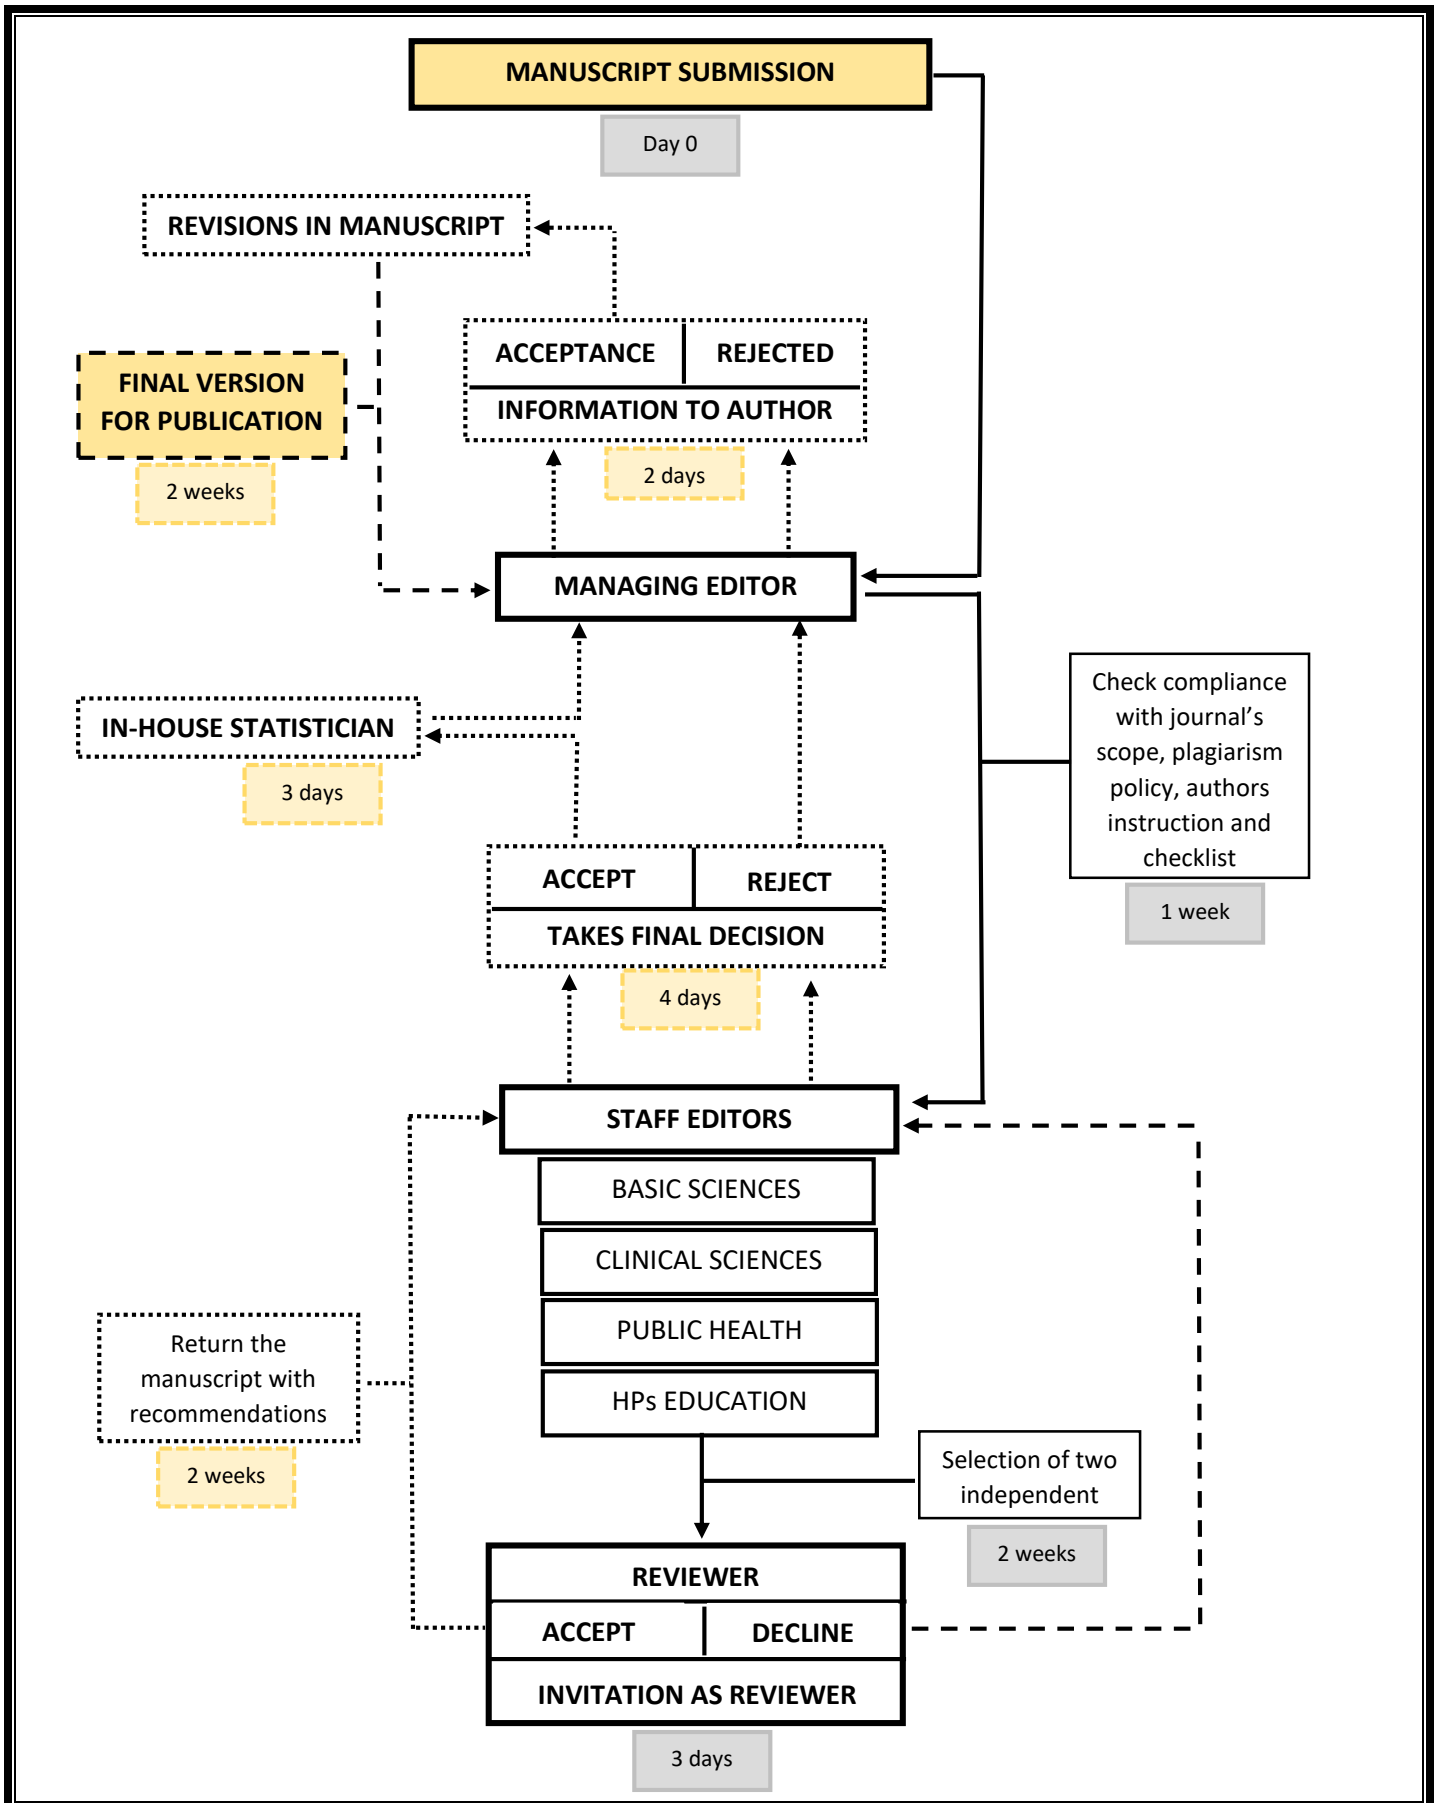 MANUSCRIPT SUBMISSION
Day 0
REVISIONS IN MANUSCRIPT
ACCEPTANCE
REJECTED
INFORMATION TO AUTHOR
2 days
FINAL VERSION
FOR PUBLICATION
2 weeks
MANAGING EDITOR
Check compliance
with journal’s
scope, plagiarism
policy, authors
instruction and
checklist
1 week
IN-HOUSE STATISTICIAN
3 days
ACCEPT
REJECT
TAKES FINAL DECISION
4 days
STAFF EDITORS
BASIC SCIENCES
CLINICAL SCIENCES
PUBLIC HEALTH
HPs EDUCATION
Return the
manuscript with
recommendations
2 weeks
Selection of two
independent
2 weeks
REVIEWER
ACCEPT
DECLINE
INVITATION AS REVIEWER
3 days